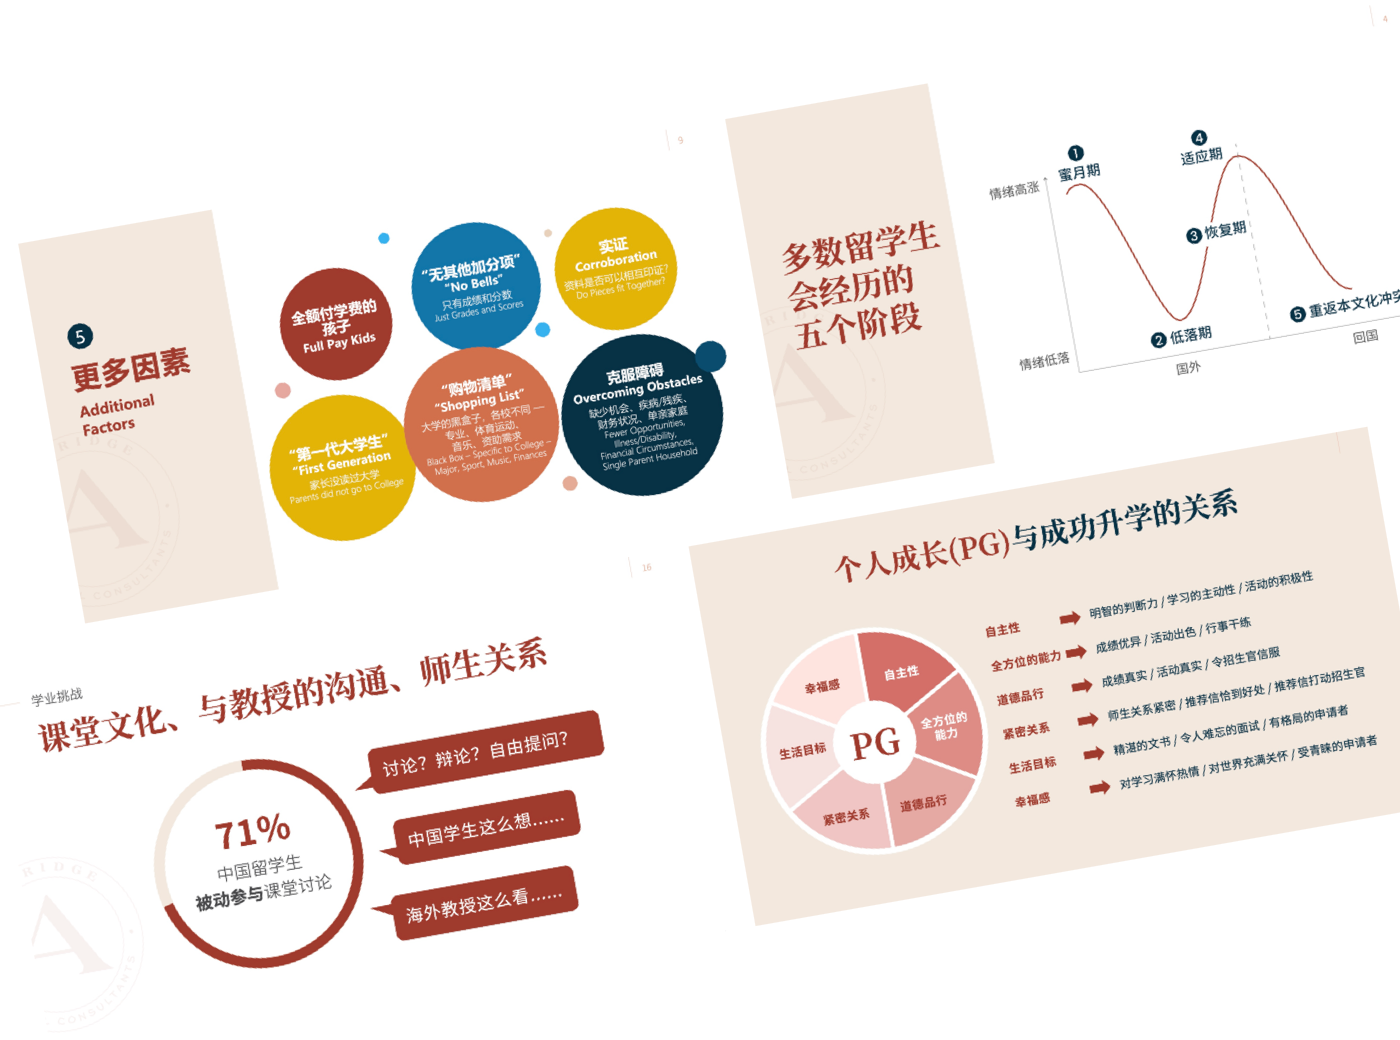 9
5
更多因素
Additional
Factors
全额付学费的
孩子
Full Pay Kids
“无其他加分项”
“No Bells”
只有成绩和分数
Just Grades and Scores
实证
Corroboration
资料是否可以相互印证?
Do Pieces fit Together?
“第一代大学生”
“First Generation
家长没读过大学
Parents did not go to College
“购物清单”
“Shopping List”
大学的黑盒子，各校不同 —
专业、体育运动、
音乐、资助需求
Black Box – Specific to College –
Major, Sport, Music, Finances
克服障碍
Overcoming Obstacles
缺少机会、疾病/残疾、
财务状况、单亲家庭
Fewer Opportunities,
Illness/Disability,
Financial Circumstances,
Single Parent Household
RIDGE
A
CONSULTANTS
4
多数留学生
会经历的
五个阶段
RID
CONSULTANTS
情绪高涨
情绪低落
1
蜜月期
2 低落期
3 恢复期
4
适应期
5 重返本文化冲突
国外
回国
16
学业挑战
课堂文化、与教授的沟通、师生关系
71%
中国留学生
被动参与课堂讨论
讨论？辩论？自由提问？
中国学生这么想……
海外教授这么看……
RIDGE
A
CONSULTANTS
个人成长(PG)与成功升学的关系
PG
自主性
全方位的
能力
道德品行
紧密关系
生活目标
幸福感
自主性 明智的判断力 / 学习的主动性 / 活动的积极性
全方位的能力 成绩优异 / 活动出色 / 行事干练
道德品行 成绩真实 / 活动真实 / 令招生官信服
紧密关系 师生关系紧密 / 推荐信恰到好处 / 推荐信打动招生官
生活目标 精湛的文书 / 令人难忘的面试 / 有格局的申请者
幸福感 对学习满怀热情 / 对世界充满关怀 / 受青睐的申请者